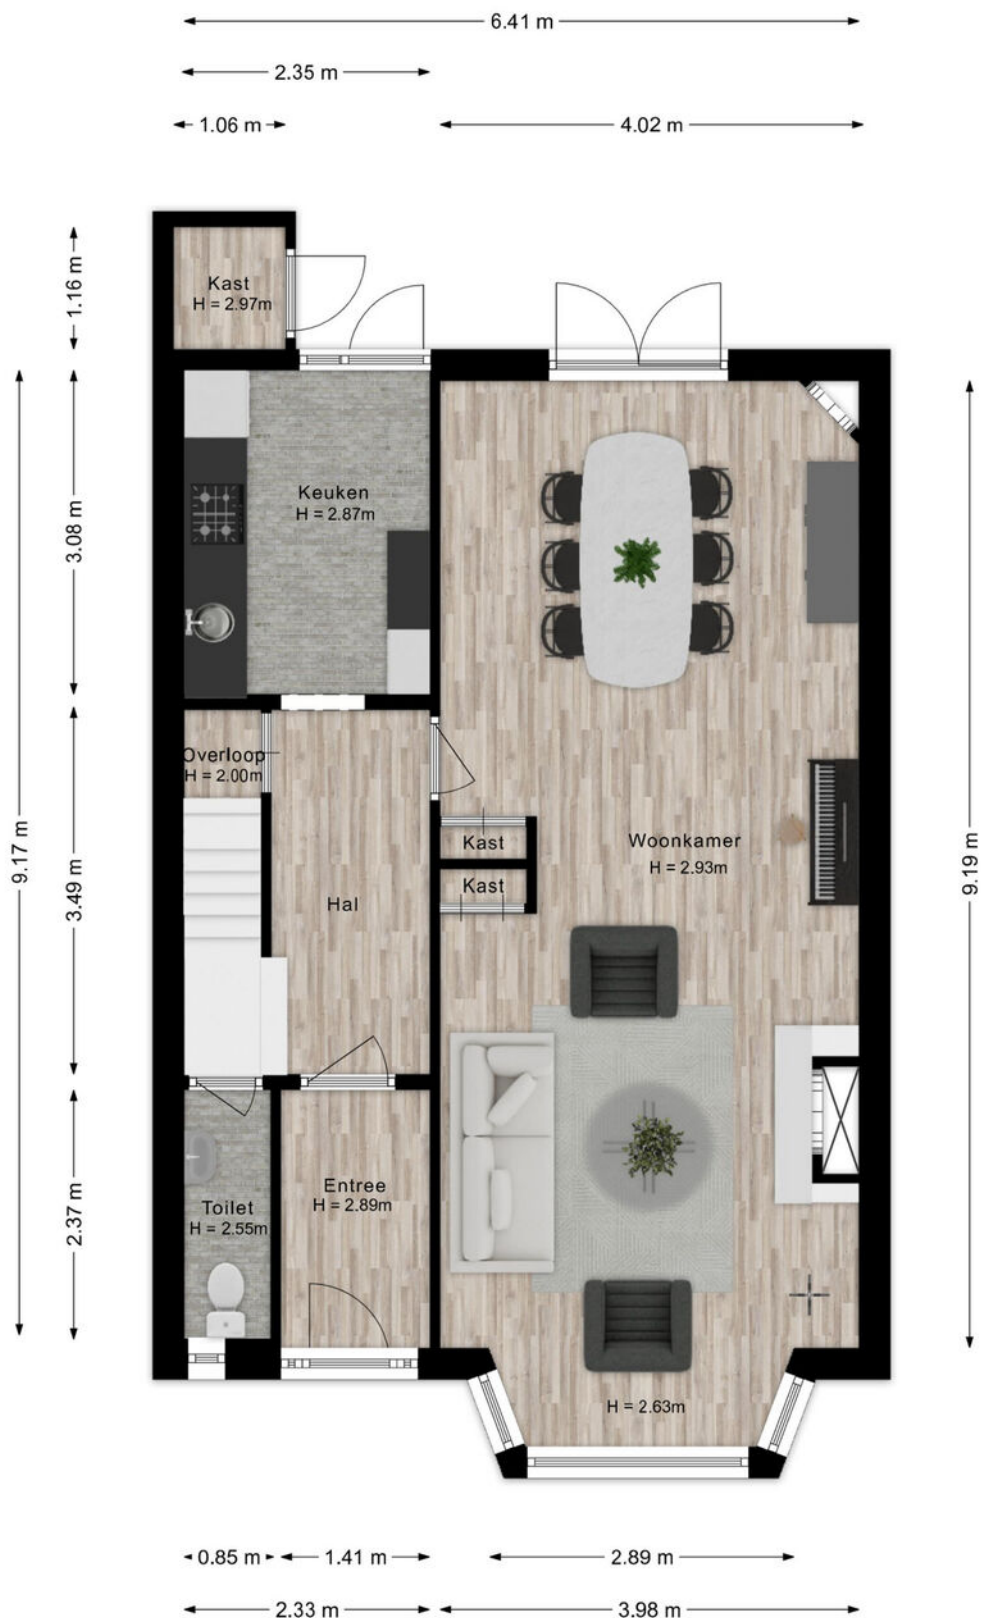 6.41 m
2.35 m
1.06 m
4.02 m
1.16 m
Kast
H = 2.97m
3.08 m
Keuken
H = 2.87m
9.17 m
9.19 m
3.49 m
Overloop
H = 2.00m
Kast
Kast
Woonkamer
H = 2.93m
Hal
2.37 m
Toilet
H = 2.55m
Entree
H = 2.89m
H = 2.63m
0.85 m
1.41 m
2.89 m
2.33 m
3.98 m